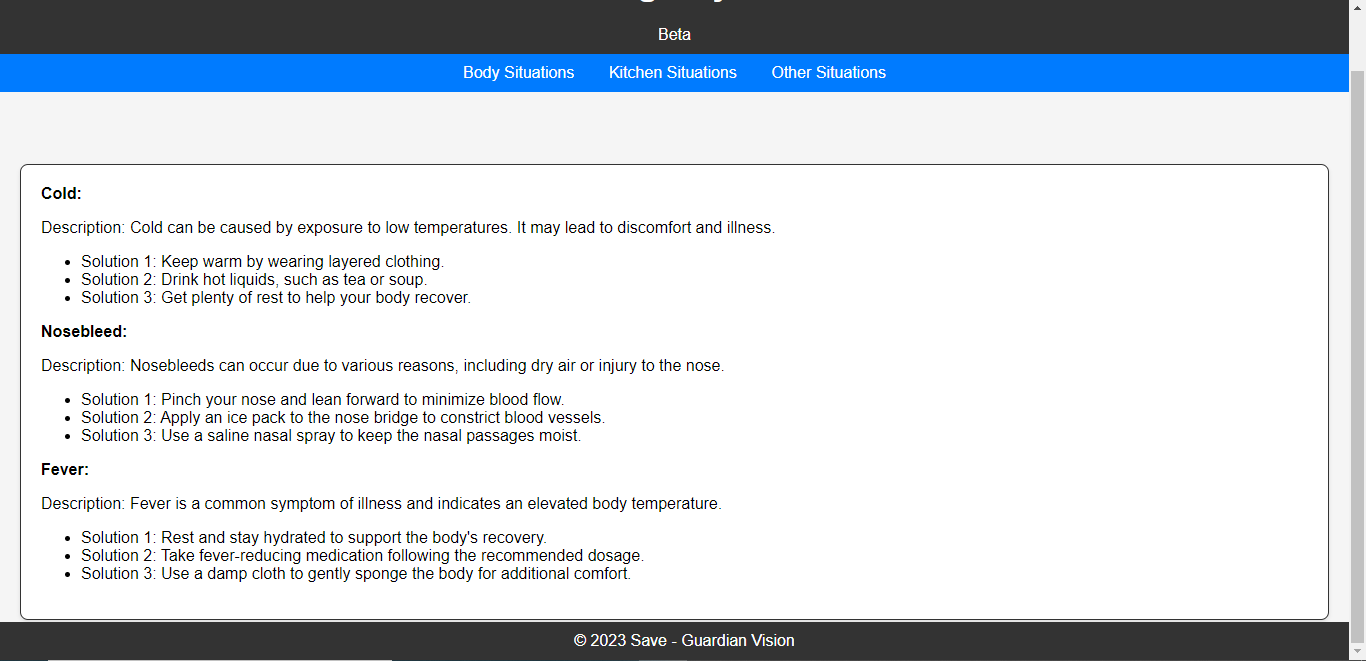 Beta
Body Situations Kitchen Situations Other Situations
Cold:
Description: Cold can be caused by exposure to low temperatures. It may lead to discomfort and illness.
Solution 1: Keep warm by wearing layered clothing.
Solution 2: Drink hot liquids, such as tea or soup.
Solution 3: Get plenty of rest to help your body recover.
Nosebleed:
Description: Nosebleeds can occur due to various reasons, including dry air or injury to the nose.
Solution 1: Pinch your nose and lean forward to minimize blood flow.
Solution 2: Apply an ice pack to the nose bridge to constrict blood vessels.
Solution 3: Use a saline nasal spray to keep the nasal passages moist.
Fever:
Description: Fever is a common symptom of illness and indicates an elevated body temperature.
Solution 1: Rest and stay hydrated to support the body's recovery.
Solution 2: Take fever-reducing medication following the recommended dosage.
Solution 3: Use a damp cloth to gently sponge the body for additional comfort.
© 2023 Save - Guardian Vision